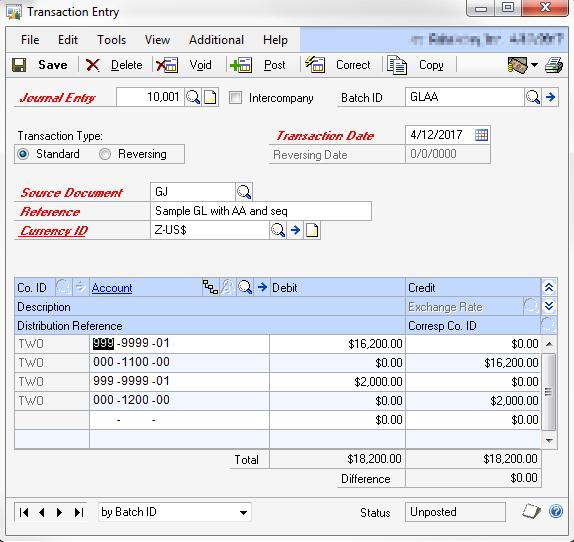 Transaction Entry
File Edit Tools View Additional Help
Save Delete Void Post Correct Copy
Journal Entry 10,001 Intercompany Batch ID GLAA
Transaction Type:
Standard Reversing
Transaction Date 4/12/2017
Reversing Date 0/0/0000
Source Document GJ
Reference Sample GL with AA and seq
Currency ID Z-US$
Co. ID Account Debit Credit
Description Exchange Rate
Distribution Reference Corresp Co. ID
TWO 999 -9999 -01 $16,200.00 $0.00
TWO 000 -1100 -00 $0.00 $16,200.00
TWO 999 -9999 -01 $2,000.00 $0.00
TWO 000 -1200 -00 $0.00 $2,000.00
- - $0.00 $0.00
Total $18,200.00 $18,200.00
Difference $0.00
by Batch ID Status Unposted